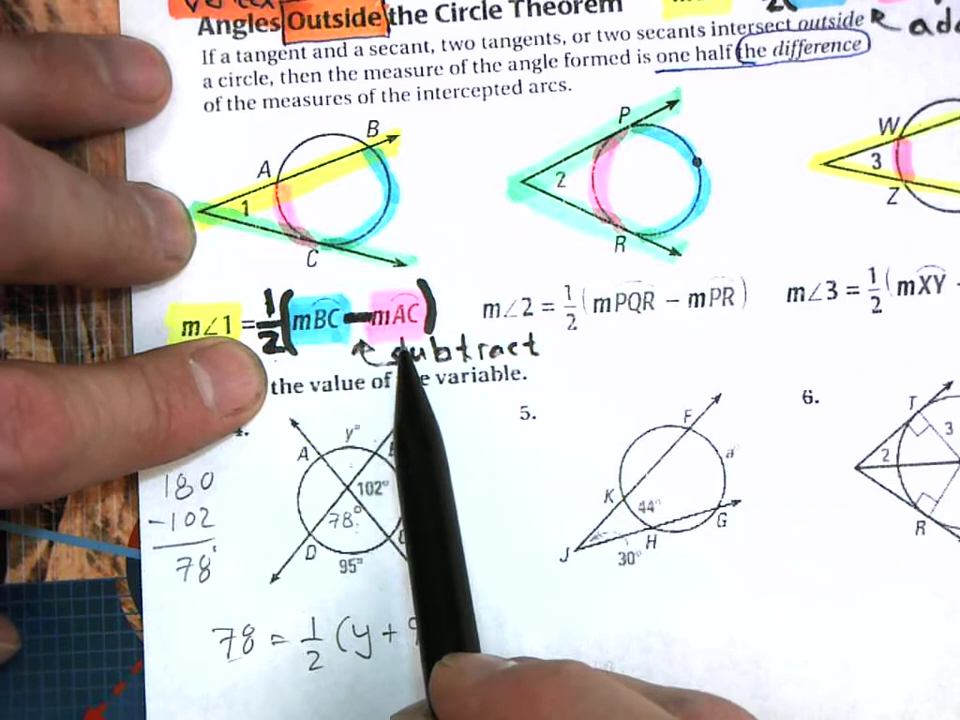 Angles Outside the Circle Theorem
If a tangent and a secant, two tangents, or two secants intersect outside
a circle, then the measure of the angle formed is one half the difference
of the measures of the intercepted arcs.
A B 1 C
P 2 R
W 3 Z
m∠1 = 1/2 (mBC - mAC)
m∠2 = 1/2 (mPQR - mPR)
m∠3 = 1/2 (mXY -
subtract
the value of variable.
180
-102
78
A y° 102° 78° D 95°
5.
F a° K 44° G H J 30°
6.
T 3 2 R
78 = 1/2 (y +